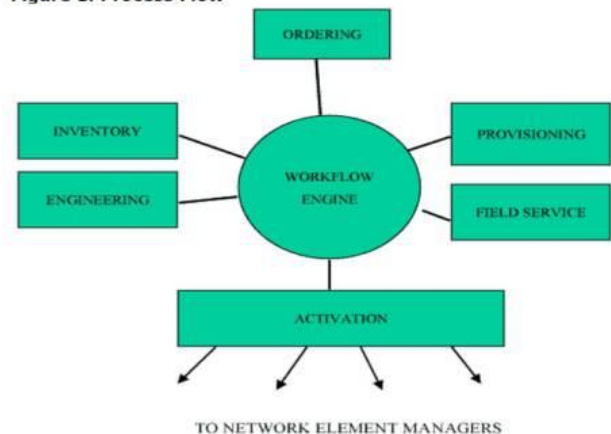 ORDERING
INVENTORY
PROVISIONING
WORKFLOW
ENGINE
ENGINEERING
FIELD SERVICE
ACTIVATION
TO NETWORK ELEMENT MANAGERS